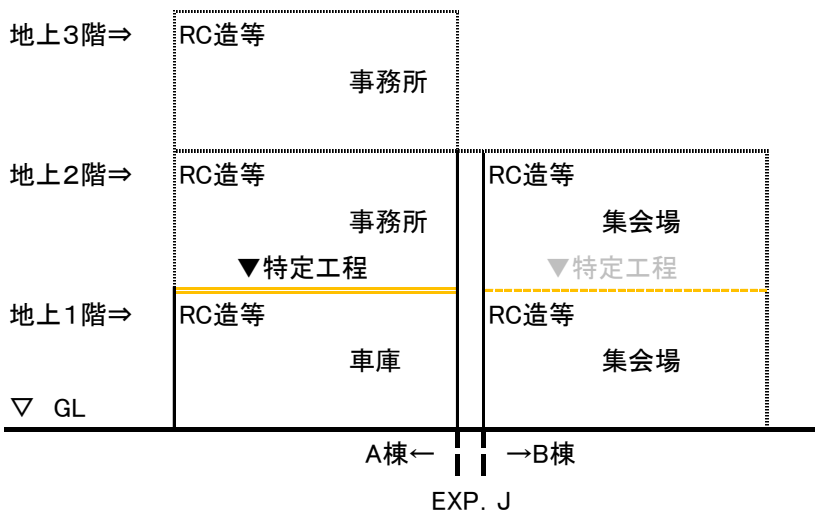 地上3階⇒ RC造等
事務所
地上2階⇒ RC造等 RC造等
事務所 集会場
▼特定工程 ▼特定工程
地上1階⇒ RC造等 RC造等
車庫 集会場
▽ GL
A棟← →B棟
EXP. J